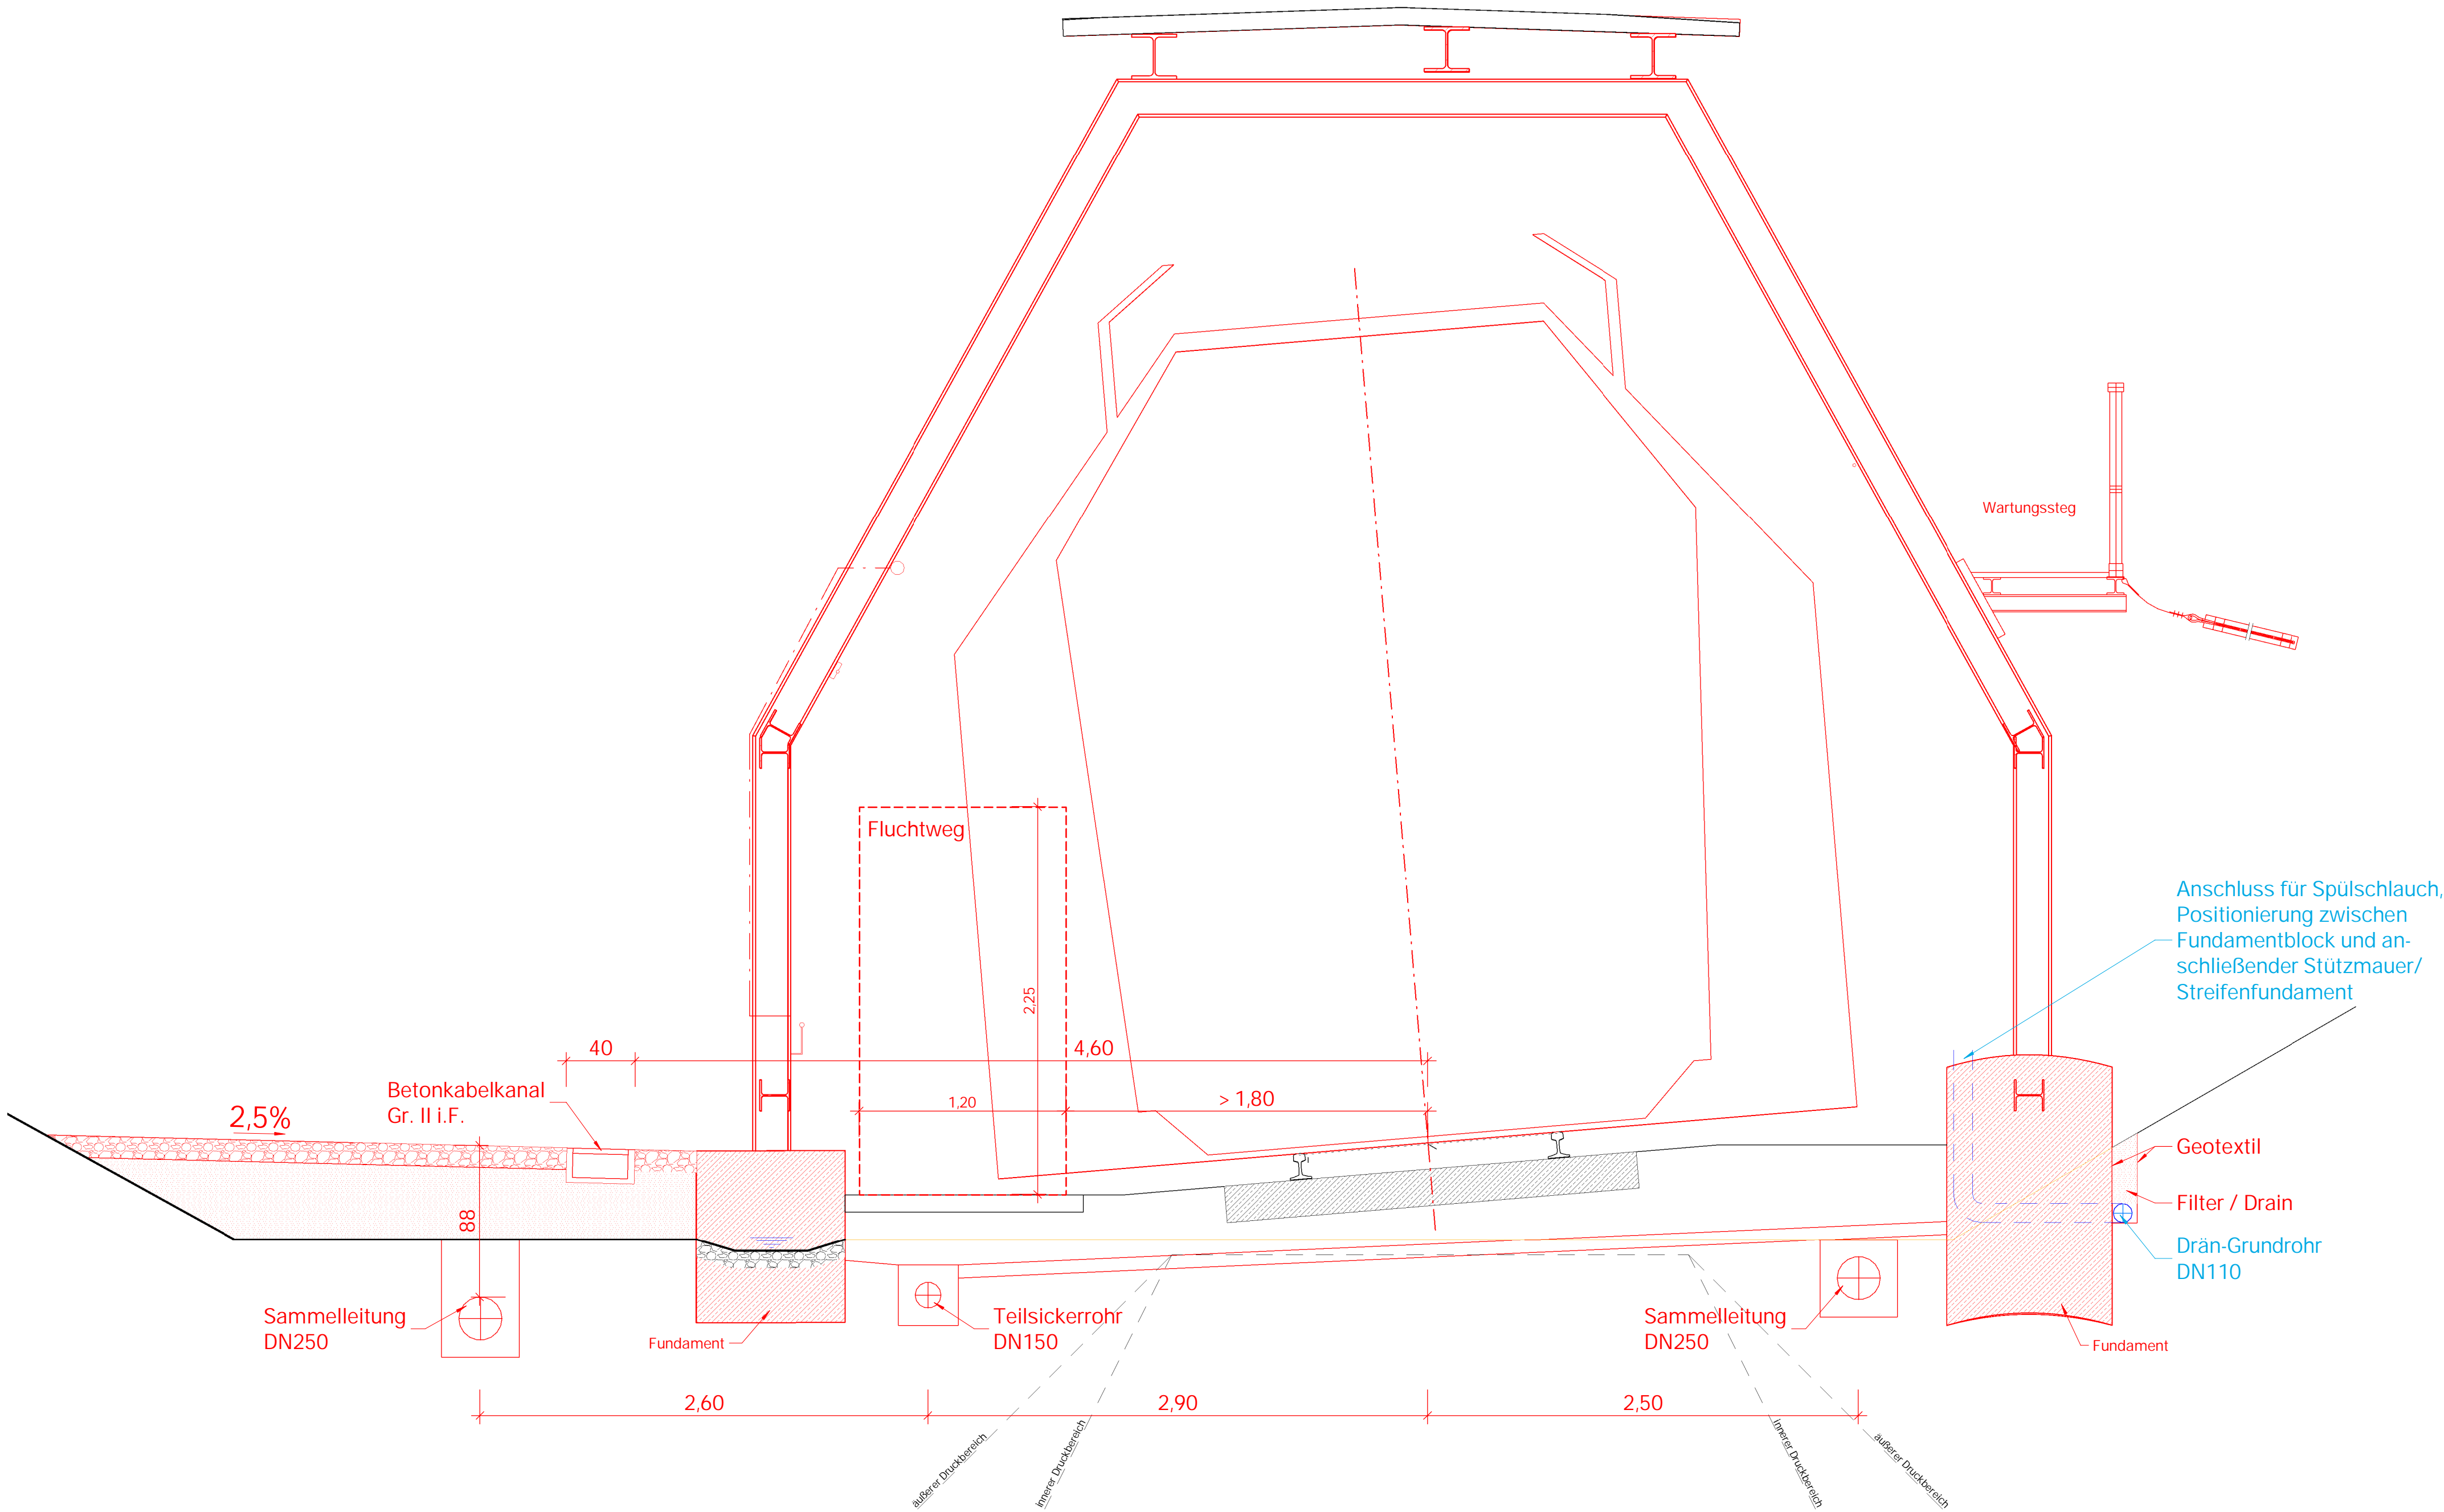 Wartungssteg
Fluchtweg
2,25
Anschluss für Spülschlauch,
Positionierung zwischen
Fundamentblock und an-
schließender Stützmauer/
Streifenfundament
40
4,60
Betonkabelkanal
Gr. II i.F.
2,5%
1,20
> 1,80
Geotextil
Filter / Drain
88
Drän-Grundrohr
DN110
Sammelleitung
DN250
Fundament
Teilsickerrohr
DN150
Sammelleitung
DN250
Fundament
2,60
2,90
2,50
äußerer Druckbereich
innerer Druckbereich
innerer Druckbereich
äußerer Druckbereich